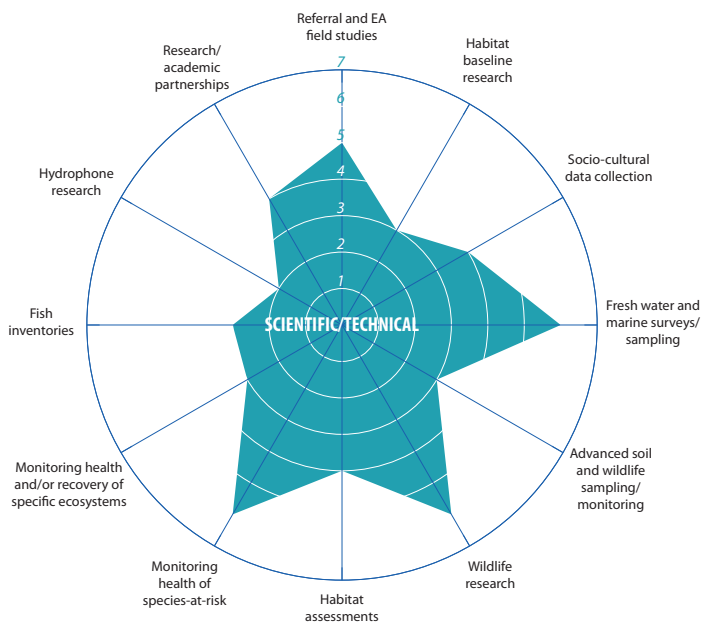 Referral and EA
field studies
Habitat
baseline
research
Socio-cultural
data collection
Fresh water and
marine surveys/
sampling
Advanced soil
and wildlife
sampling/
monitoring
Wildlife
research
Habitat
assessments
Monitoring
health of
species-at-risk
Monitoring health
and/or recovery of
specific ecosystems
Fish
inventories
Hydrophone
research
Research/
academic
partnerships
7
6
5
4
3
2
1
SCIENTIFIC/TECHNICAL